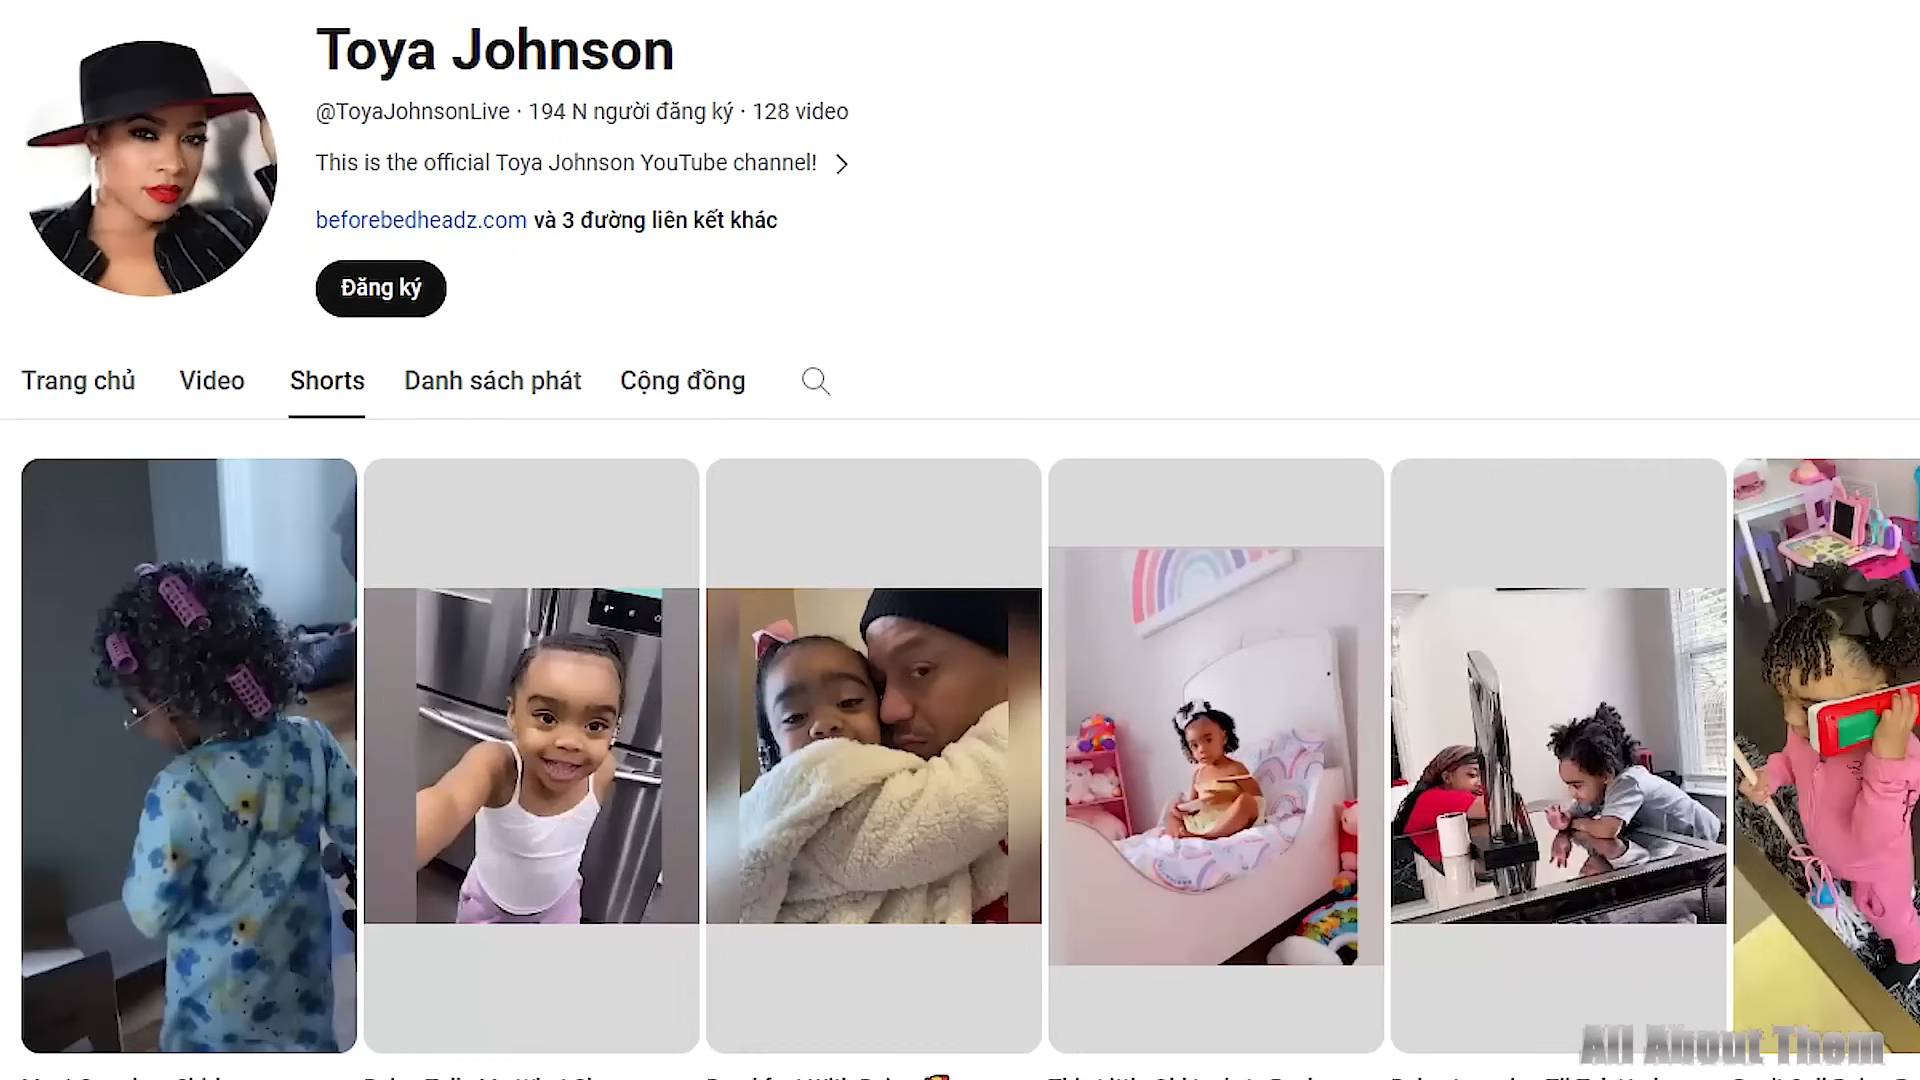 Toya Johnson
@ToyaJohnsonLive · 194 N người đăng ký · 128 video
This is the official Toya Johnson YouTube channel!
beforebedheadz.com và 3 đường liên kết khác
Đăng ký
Trang chủ Video Shorts Danh sách phát Cộng đồng
All About Them